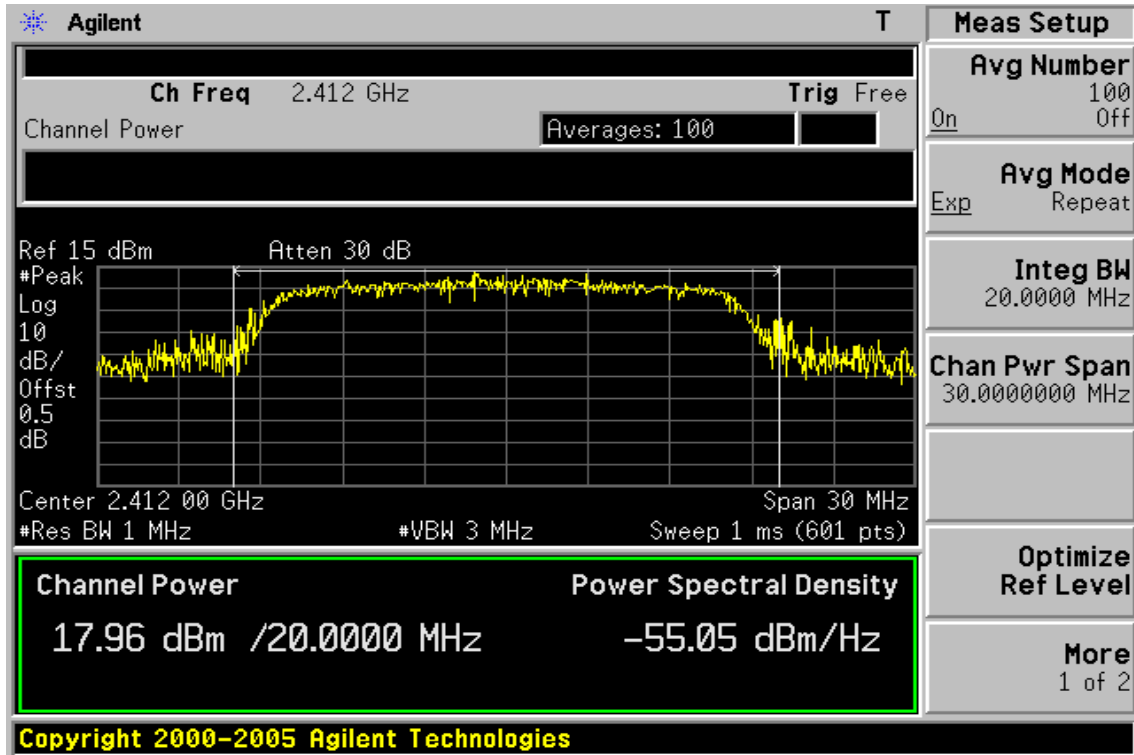 Agilent T
Ch Freq 2.412 GHz Trig Free
Channel Power Averages: 100
Ref 15 dBm Atten 30 dB
#Peak
Log
10
dB/
Offst
0.5
dB
Center 2.412 00 GHz Span 30 MHz
#Res BW 1 MHz #VBW 3 MHz Sweep 1 ms (601 pts)
Channel Power Power Spectral Density
17.96 dBm /20.0000 MHz -55.05 dBm/Hz
Copyright 2000-2005 Agilent Technologies
Meas Setup
Avg Number
100
On Off
Avg Mode
Exp Repeat
Integ BW
20.0000 MHz
Chan Pwr Span
30.0000000 MHz
Optimize
Ref Level
More
1 of 2